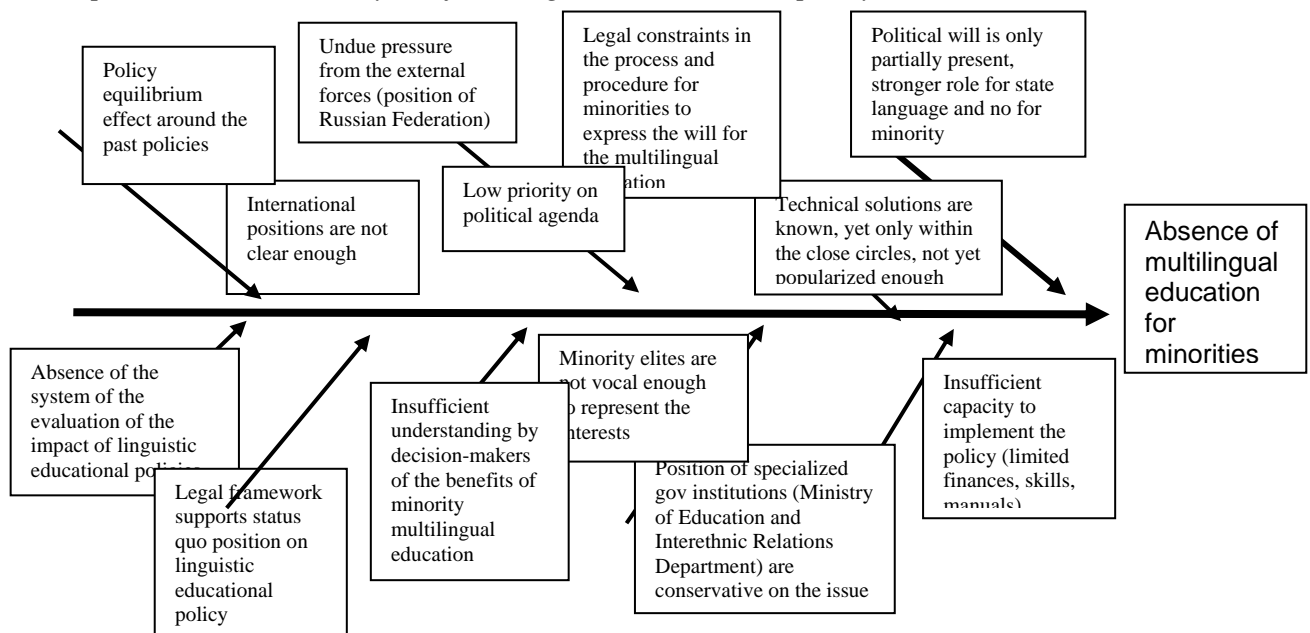 Policy
equilibrium
effect around the
past policies
Undue pressure
from the external
forces (position of
Russian Federation)
Legal constraints in
the process and
procedure for
minorities to
express the will for
the multilingual
Political will is only
partially present,
stronger role for state
language and no for
minority
International
positions are not
clear enough
Low priority on
political agenda
Technical solutions are
known, yet only within
the close circles, not yet
popularized enough
Absence of
multilingual
education
for
minorities
Absence of the
system of the
evaluation of the
impact of linguistic
educational policies
Legal framework
supports status
quo position on
linguistic
educational
policy
Insufficient
understanding by
decision-makers
of the benefits of
minority
multilingual
education
Minority elites are
not vocal enough
to represent the
interests
Position of specialized
gov institutions (Ministry
of Education and
Interethnic Relations
Department) are
conservative on the issue
Insufficient
capacity to
implement the
policy (limited
finances, skills,
manuals)